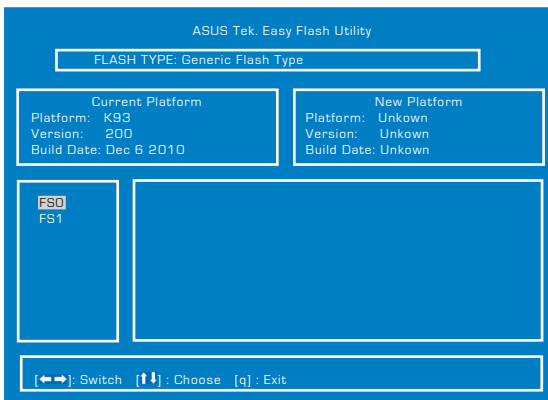 ASUS Tek. Easy Flash Utility
FLASH TYPE: Generic Flash Type
Current Platform
Platform: K93
Version: 200
Build Date: Dec 6 2010
New Platform
Platform: Unkown
Version: Unkown
Build Date: Unkown
FS0
FS1
[←→]: Switch [↑↓] : Choose [q] : Exit